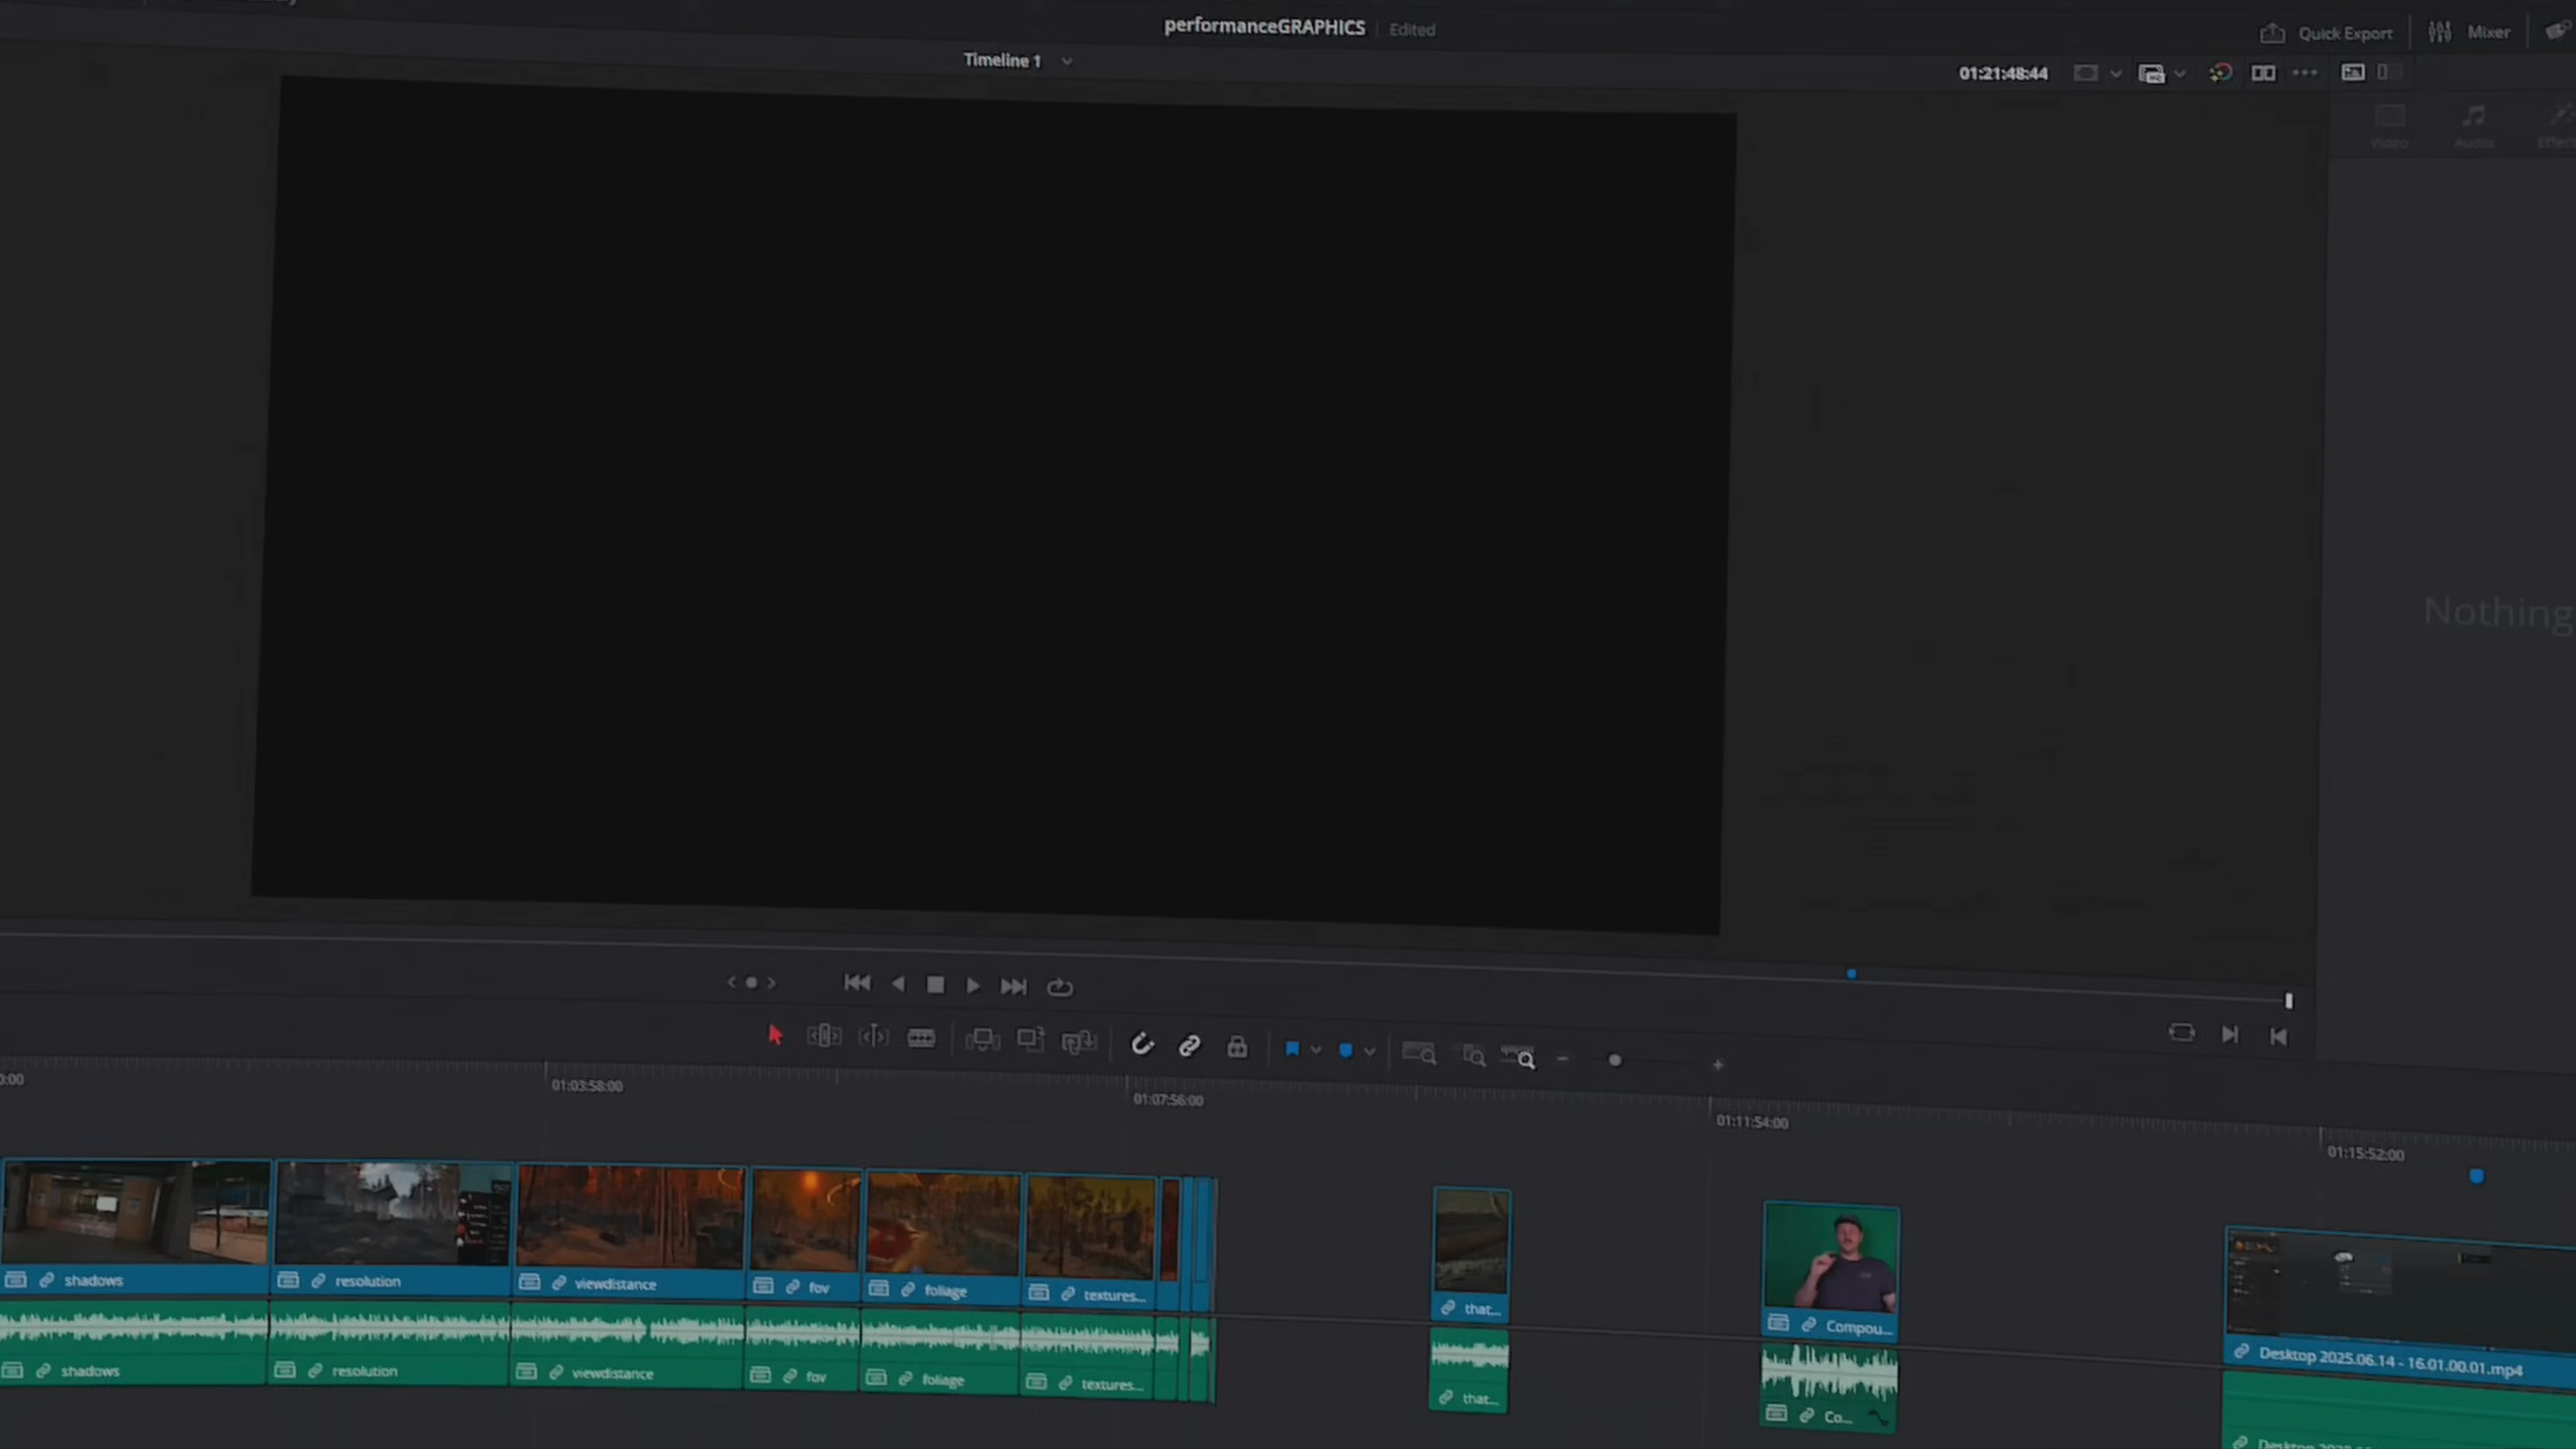 performanceGRAPHICS Edited
Quick Export Mixer
Timeline 1
01:21:48:44
Video Audio
Nothing
01:03:58:00
01:07:56:00
01:11:54:00
01:15:52:00
shadows
resolution
viewdistance
fov
foliage
textures...
that...
Compou...
Desktop 2025.06.14 - 16.01.00.01.mp4
shadows
resolution
viewdistance
fov
foliage
textures...
that...
Co...